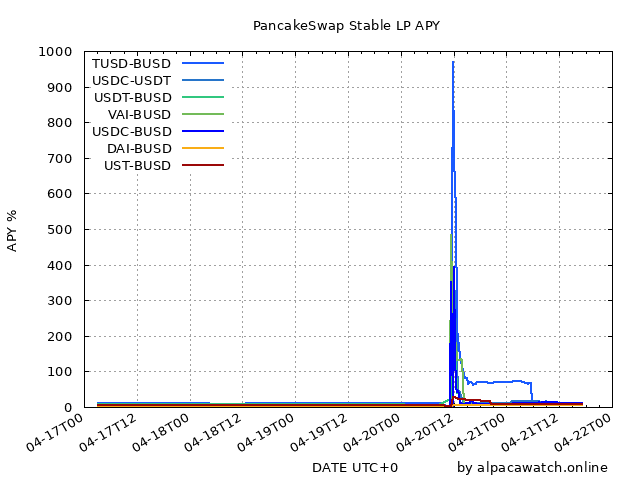 PancakeSwap Stable LP APY
1000
900
800
700
600
500
400
300
200
100
0
APY %
TUSD-BUSD
USDC-USDT
USDT-BUSD
VAI-BUSD
USDC-BUSD
DAI-BUSD
UST-BUSD
04-17T00
04-17T12
04-18T00
04-18T12
04-19T00
04-19T12
04-20T00
04-20T12
04-21T00
04-21T12
04-22T00
DATE UTC+0
by alpacawatch.online